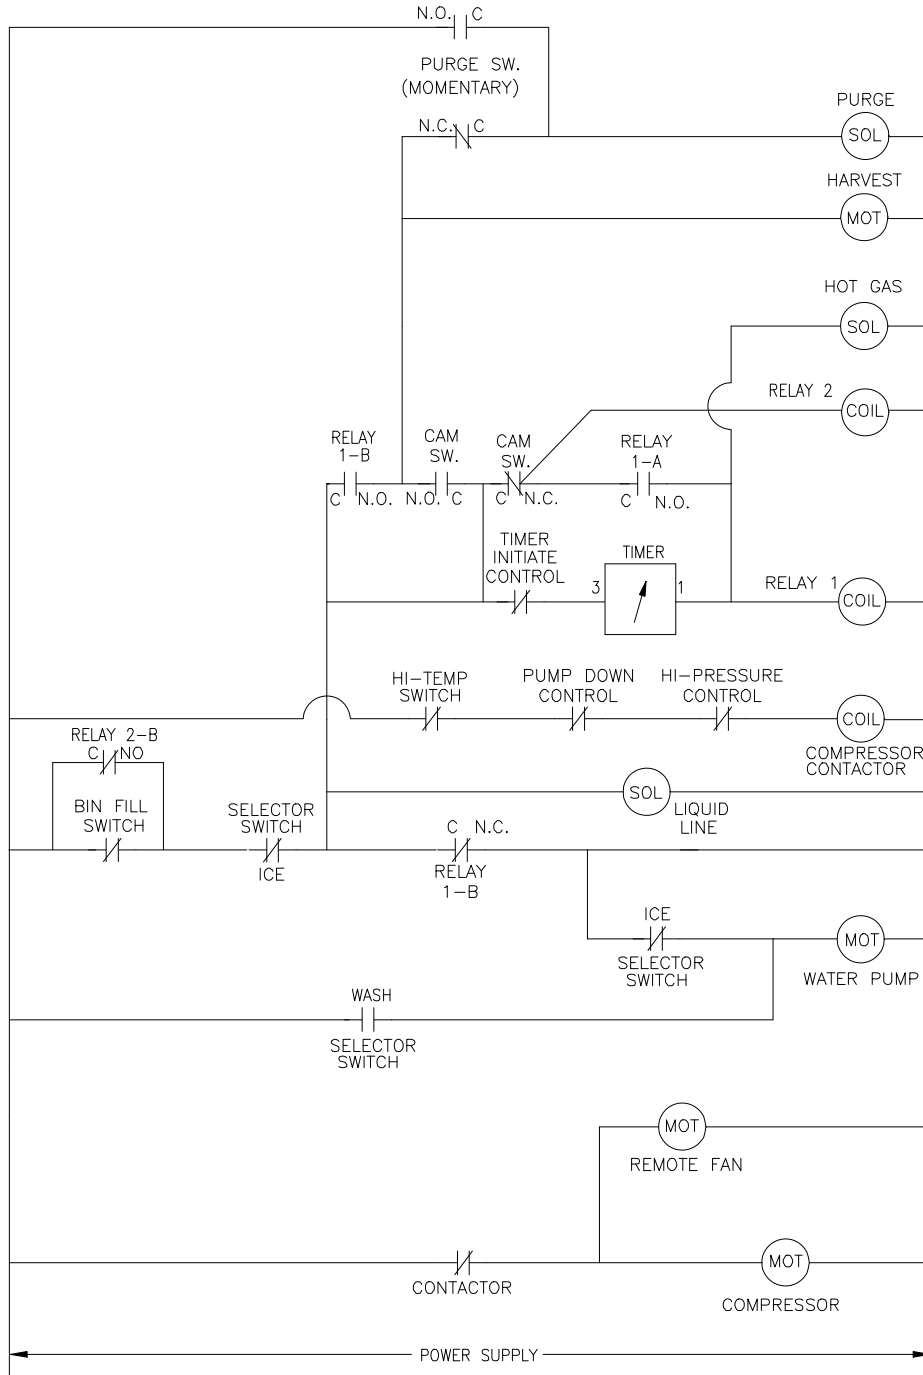 N.O. C
PURGE SW.
(MOMENTARY)
PURGE
N.C. C
SOL
HARVEST
MOT
HOT GAS
SOL
RELAY 2
COIL
RELAY
1-B
CAM
SW.
CAM
SW.
RELAY
1-A
C N.O.
N.O. C
C N.C.
C N.O.
TIMER
INITIATE
CONTROL
TIMER
3
1
RELAY 1
COIL
HI-TEMP
SWITCH
PUMP DOWN
CONTROL
HI-PRESSURE
CONTROL
COIL
COMPRESSOR
CONTACTOR
RELAY 2-B
C NO
BIN FILL
SWITCH
SELECTOR
SWITCH
ICE
SOL
LIQUID
LINE
C N.C.
RELAY
1-B
ICE
SELECTOR
SWITCH
MOT
WATER PUMP
WASH
SELECTOR
SWITCH
MOT
REMOTE FAN
CONTACTOR
MOT
COMPRESSOR
POWER SUPPLY